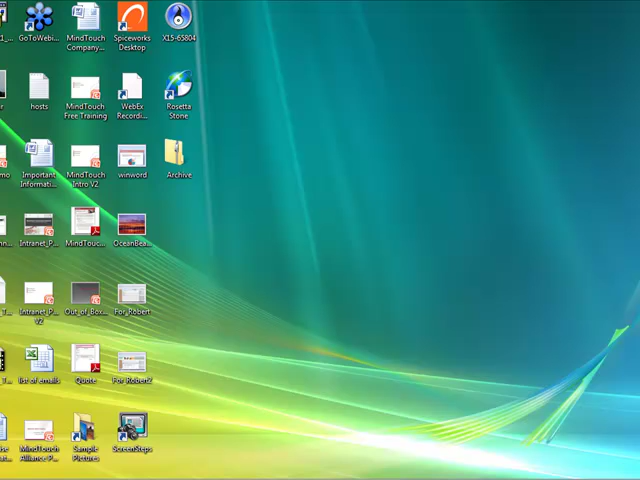 GoToWebi...
MindTouch
Company...
Spiceworks
Desktop
X15-65804
hosts
MindTouch
Free Training
WebEx
Recordi...
Rosetta
Stone
Important
Informati...
MindTouch
Intro V2
winword
Archive
Intranet_P...
MindTouc...
OceanBea...
Intranet_P...
V2
Out_of_Box...
For_Robert
list of emails
Quote
For_Robert2
MindTouch
Alliance-P...
Sample
Pictures
ScreenSteps